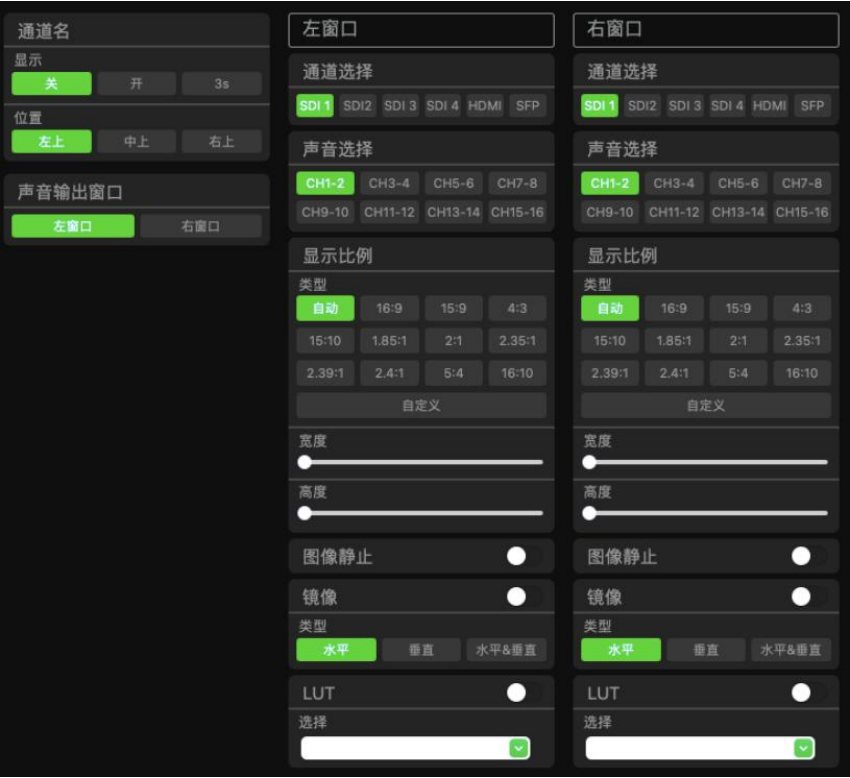 通道名
显示
关 开 3s
位置
左上 中上 右上
声音输出窗口
左窗口 右窗口
左窗口
通道选择
SDI 1 SDI2 SDI 3 SDI 4 HDMI SFP
声音选择
CH1-2 CH3-4 CH5-6 CH7-8
CH9-10 CH11-12 CH13-14 CH15-16
显示比例
类型
自动 16:9 15:9 4:3
15:10 1.85:1 2:1 2.35:1
2.39:1 2.4:1 5:4 16:10
自定义
宽度
高度
图像静止
镜像
类型
水平 垂直 水平&垂直
LUT
选择
右窗口
通道选择
SDI 1 SDI2 SDI 3 SDI 4 HDMI SFP
声音选择
CH1-2 CH3-4 CH5-6 CH7-8
CH9-10 CH11-12 CH13-14 CH15-16
显示比例
类型
自动 16:9 15:9 4:3
15:10 1.85:1 2:1 2.35:1
2.39:1 2.4:1 5:4 16:10
自定义
宽度
高度
图像静止
镜像
类型
水平 垂直 水平&垂直
LUT
选择